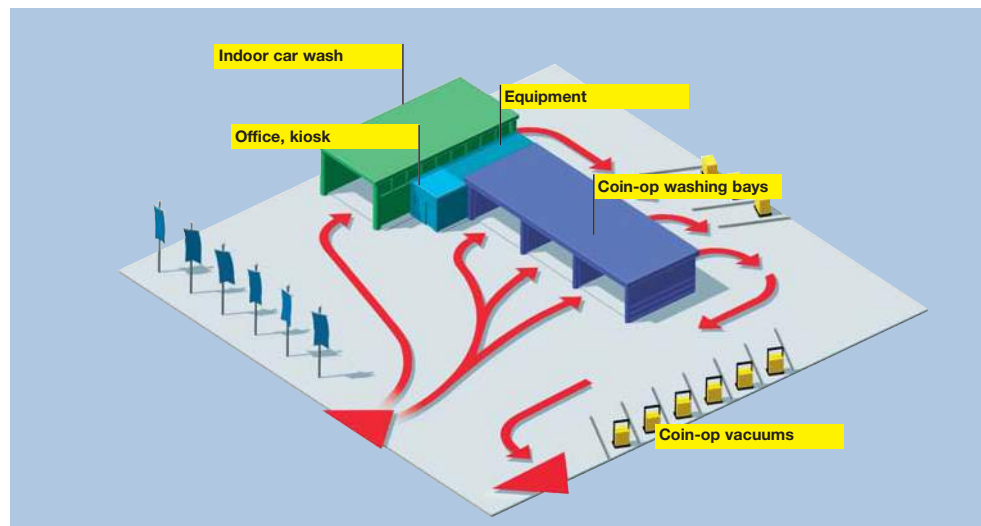 Indoor car wash
Equipment
Office, kiosk
Coin-op washing bays
Coin-op vacuums